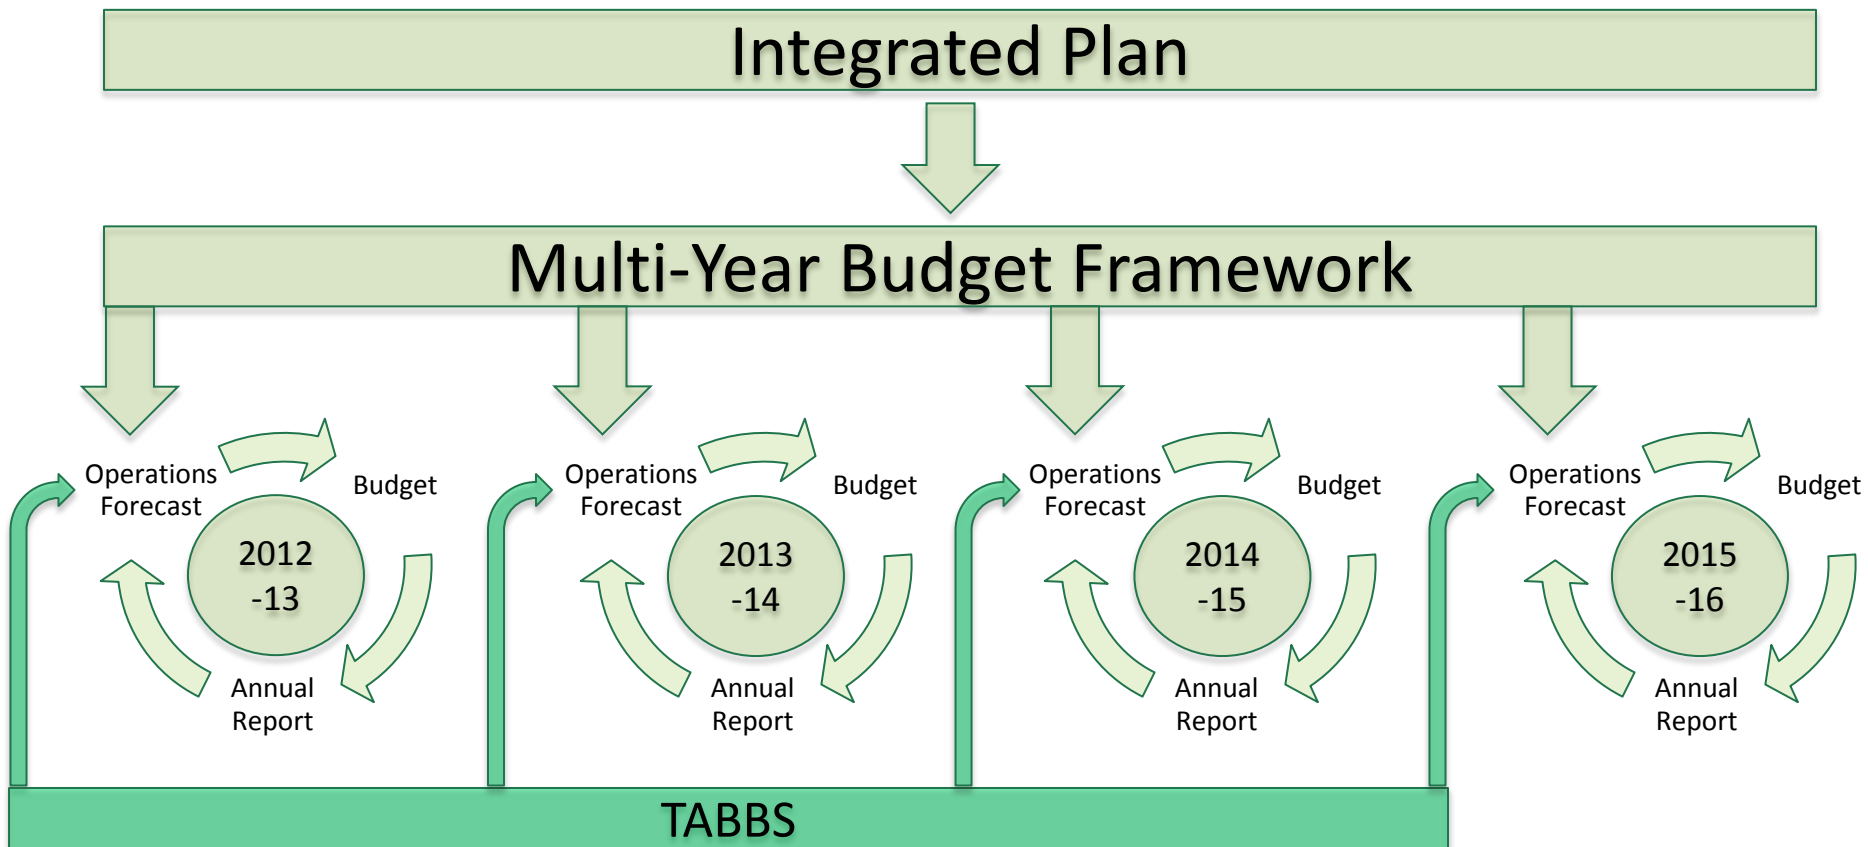 Integrated Plan
Multi-Year Budget Framework
Operations
Forecast
Budget
2012
-13
Annual
Report
Operations
Forecast
Budget
2013
-14
Annual
Report
Operations
Forecast
Budget
2014
-15
Annual
Report
Operations
Forecast
Budget
2015
-16
Annual
Report
TABBS